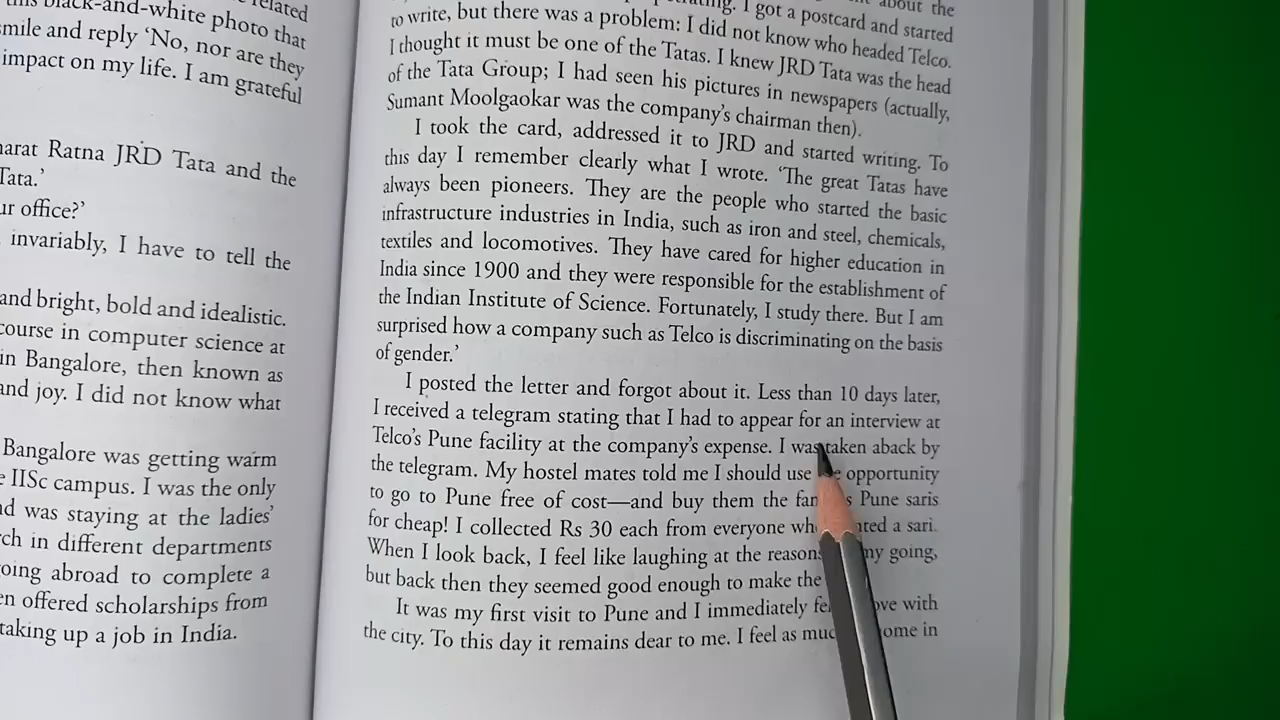 related
this black-and-white photo that
smile and reply ‘No, nor are they
impact on my life. I am grateful
Bharat Ratna JRD Tata and the
Tata.’
ur office?’
invariably, I have to tell the
and bright, bold and idealistic.
course in computer science at
in Bangalore, then known as
and joy. I did not know what
Bangalore was getting warm
IISc campus. I was the only
nd was staying at the ladies’
rch in different departments
oing abroad to complete a
en offered scholarships from
taking up a job in India.
about the
I got a postcard and started
to write, but there was a problem: I did not know who headed Telco.
I thought it must be one of the Tatas. I knew JRD Tata was the head
of the Tata Group; I had seen his pictures in newspapers (actually,
Sumant Moolgaokar was the company’s chairman then).
I took the card, addressed it to JRD and started writing. To
this day I remember clearly what I wrote. ‘The great Tatas have
always been pioneers. They are the people who started the basic
infrastructure industries in India, such as iron and steel, chemicals,
textiles and locomotives. They have cared for higher education in
India since 1900 and they were responsible for the establishment of
the Indian Institute of Science. Fortunately, I study there. But I am
surprised how a company such as Telco is discriminating on the basis
of gender.’
I posted the letter and forgot about it. Less than 10 days later,
I received a telegram stating that I had to appear for an interview at
Telco’s Pune facility at the company’s expense. I was taken aback by
the telegram. My hostel mates told me I should use opportunity
to go to Pune free of cost—and buy them the Pune saris
for cheap! I collected Rs 30 each from everyone a sari.
When I look back, I feel like laughing at the reasons my going,
but back then they seemed good enough to make the
It was my first visit to Pune and I immediately with
the city. To this day it remains dear to me. I feel as in